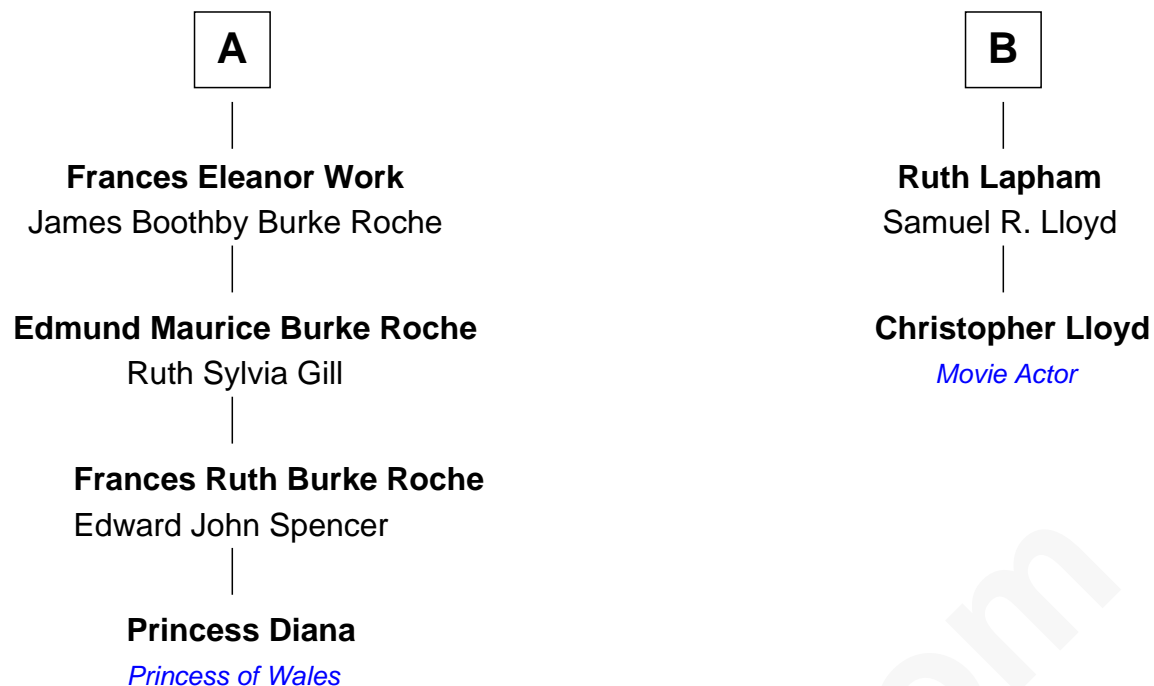 A
Frances Eleanor Work
James Boothby Burke Roche
Edmund Maurice Burke Roche
Ruth Sylvia Gill
Frances Ruth Burke Roche
Edward John Spencer
Princess Diana
Princess of Wales
B
Ruth Lapham
Samuel R. Lloyd
Christopher Lloyd
Movie Actor